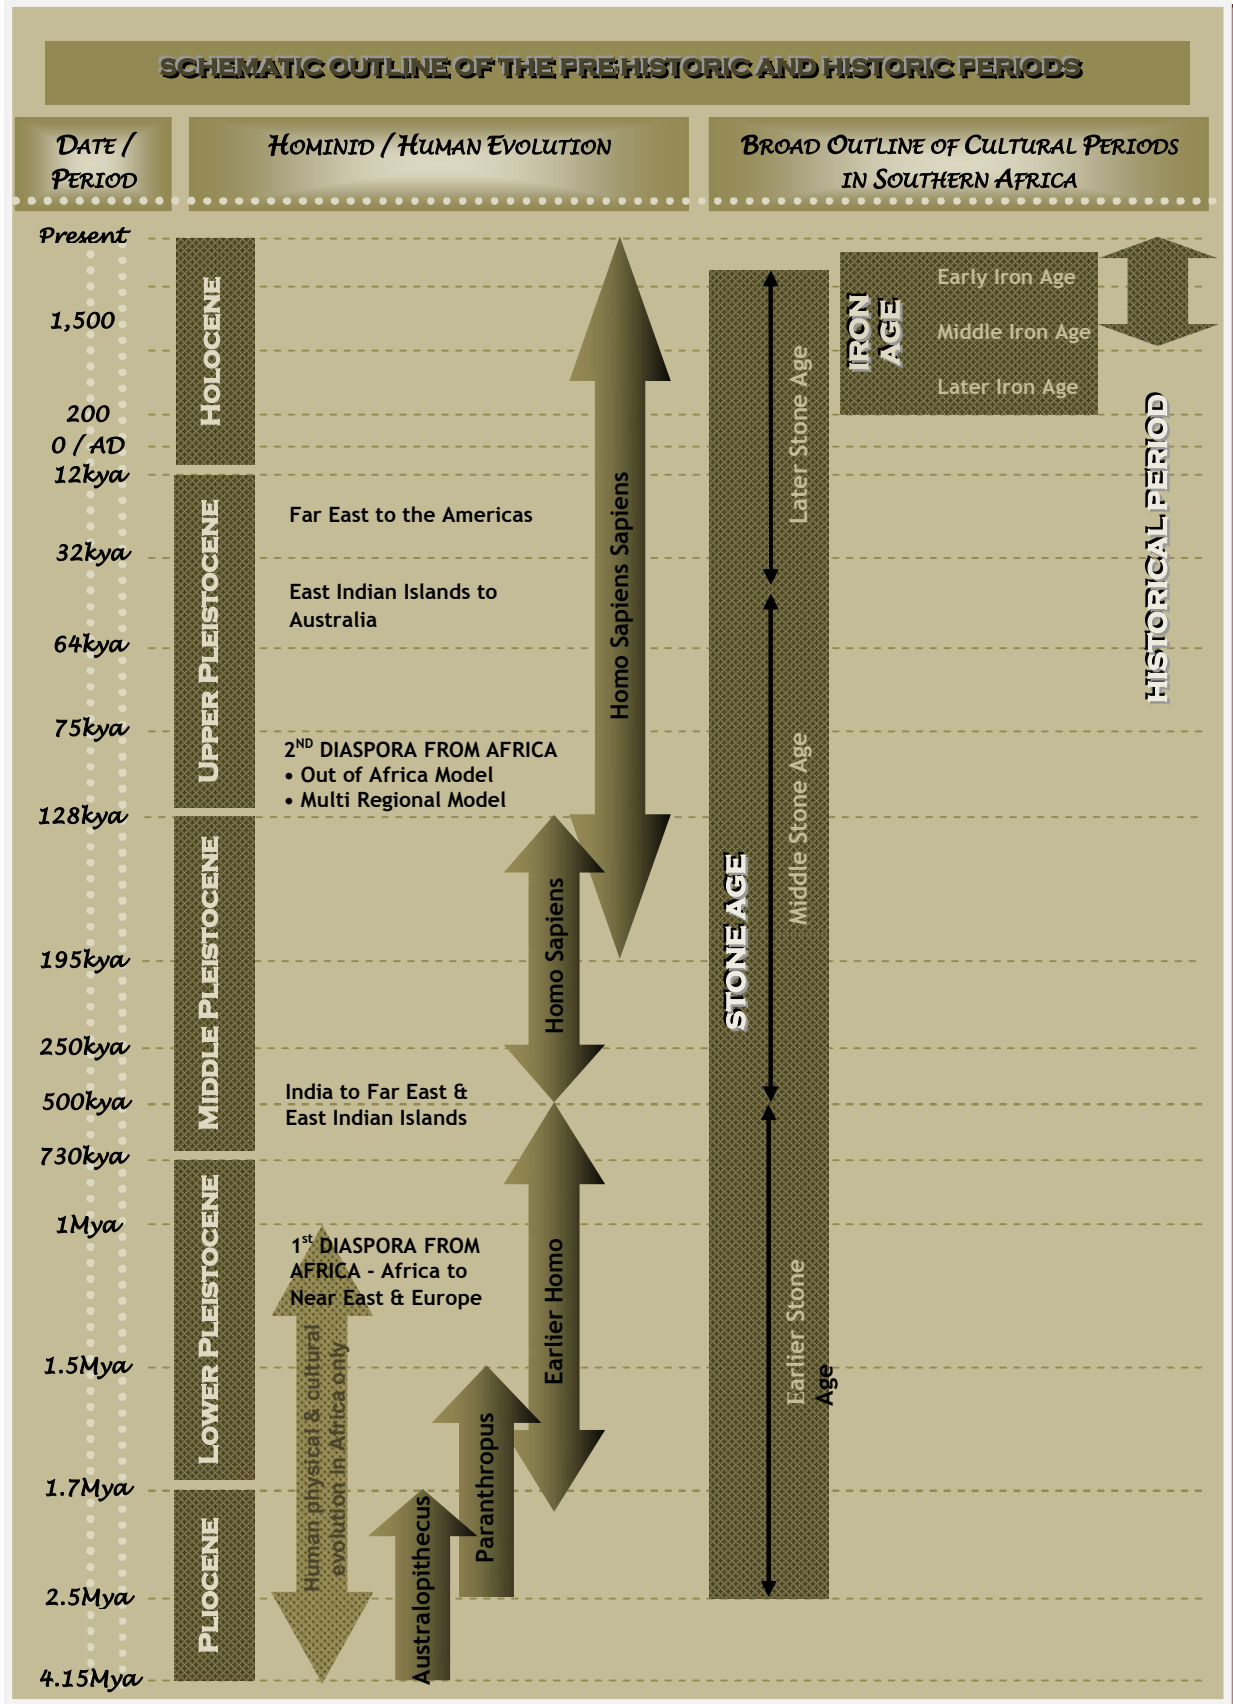 SCHEMATIC OUTLINE OF THE PREHISTORIC AND HISTORIC PERIODS
DATE /
PERIOD
HOMINID / HUMAN EVOLUTION
BROAD OUTLINE OF CULTURAL PERIODS
IN SOUTHERN AFRICA
Present
1,500
200
0 / AD
12kya
32kya
64kya
75kya
128kya
195kya
250kya
500kya
730kya
1Mya
1.5Mya
1.7Mya
2.5Mya
4.15Mya
HOLOCENE
UPPER PLEISTOCENE
MIDDLE PLEISTOCENE
LOWER PLEISTOCENE
PLIOCENE
Far East to the Americas
East Indian Islands to
Australia
2ND DIASPORA FROM AFRICA
• Out of Africa Model
• Multi Regional Model
India to Far East &
East Indian Islands
1st DIASPORA FROM
AFRICA - Africa to
Near East & Europe
Human physical & cultural
evolution in Africa only
Australopithecus
Paranthropus
Earlier Homo
Homo Sapiens
Homo Sapiens Sapiens
STONE AGE
Later Stone Age
Middle Stone Age
Earlier Stone
Age
IRON
AGE
Early Iron Age
Middle Iron Age
Later Iron Age
HISTORICAL PERIOD